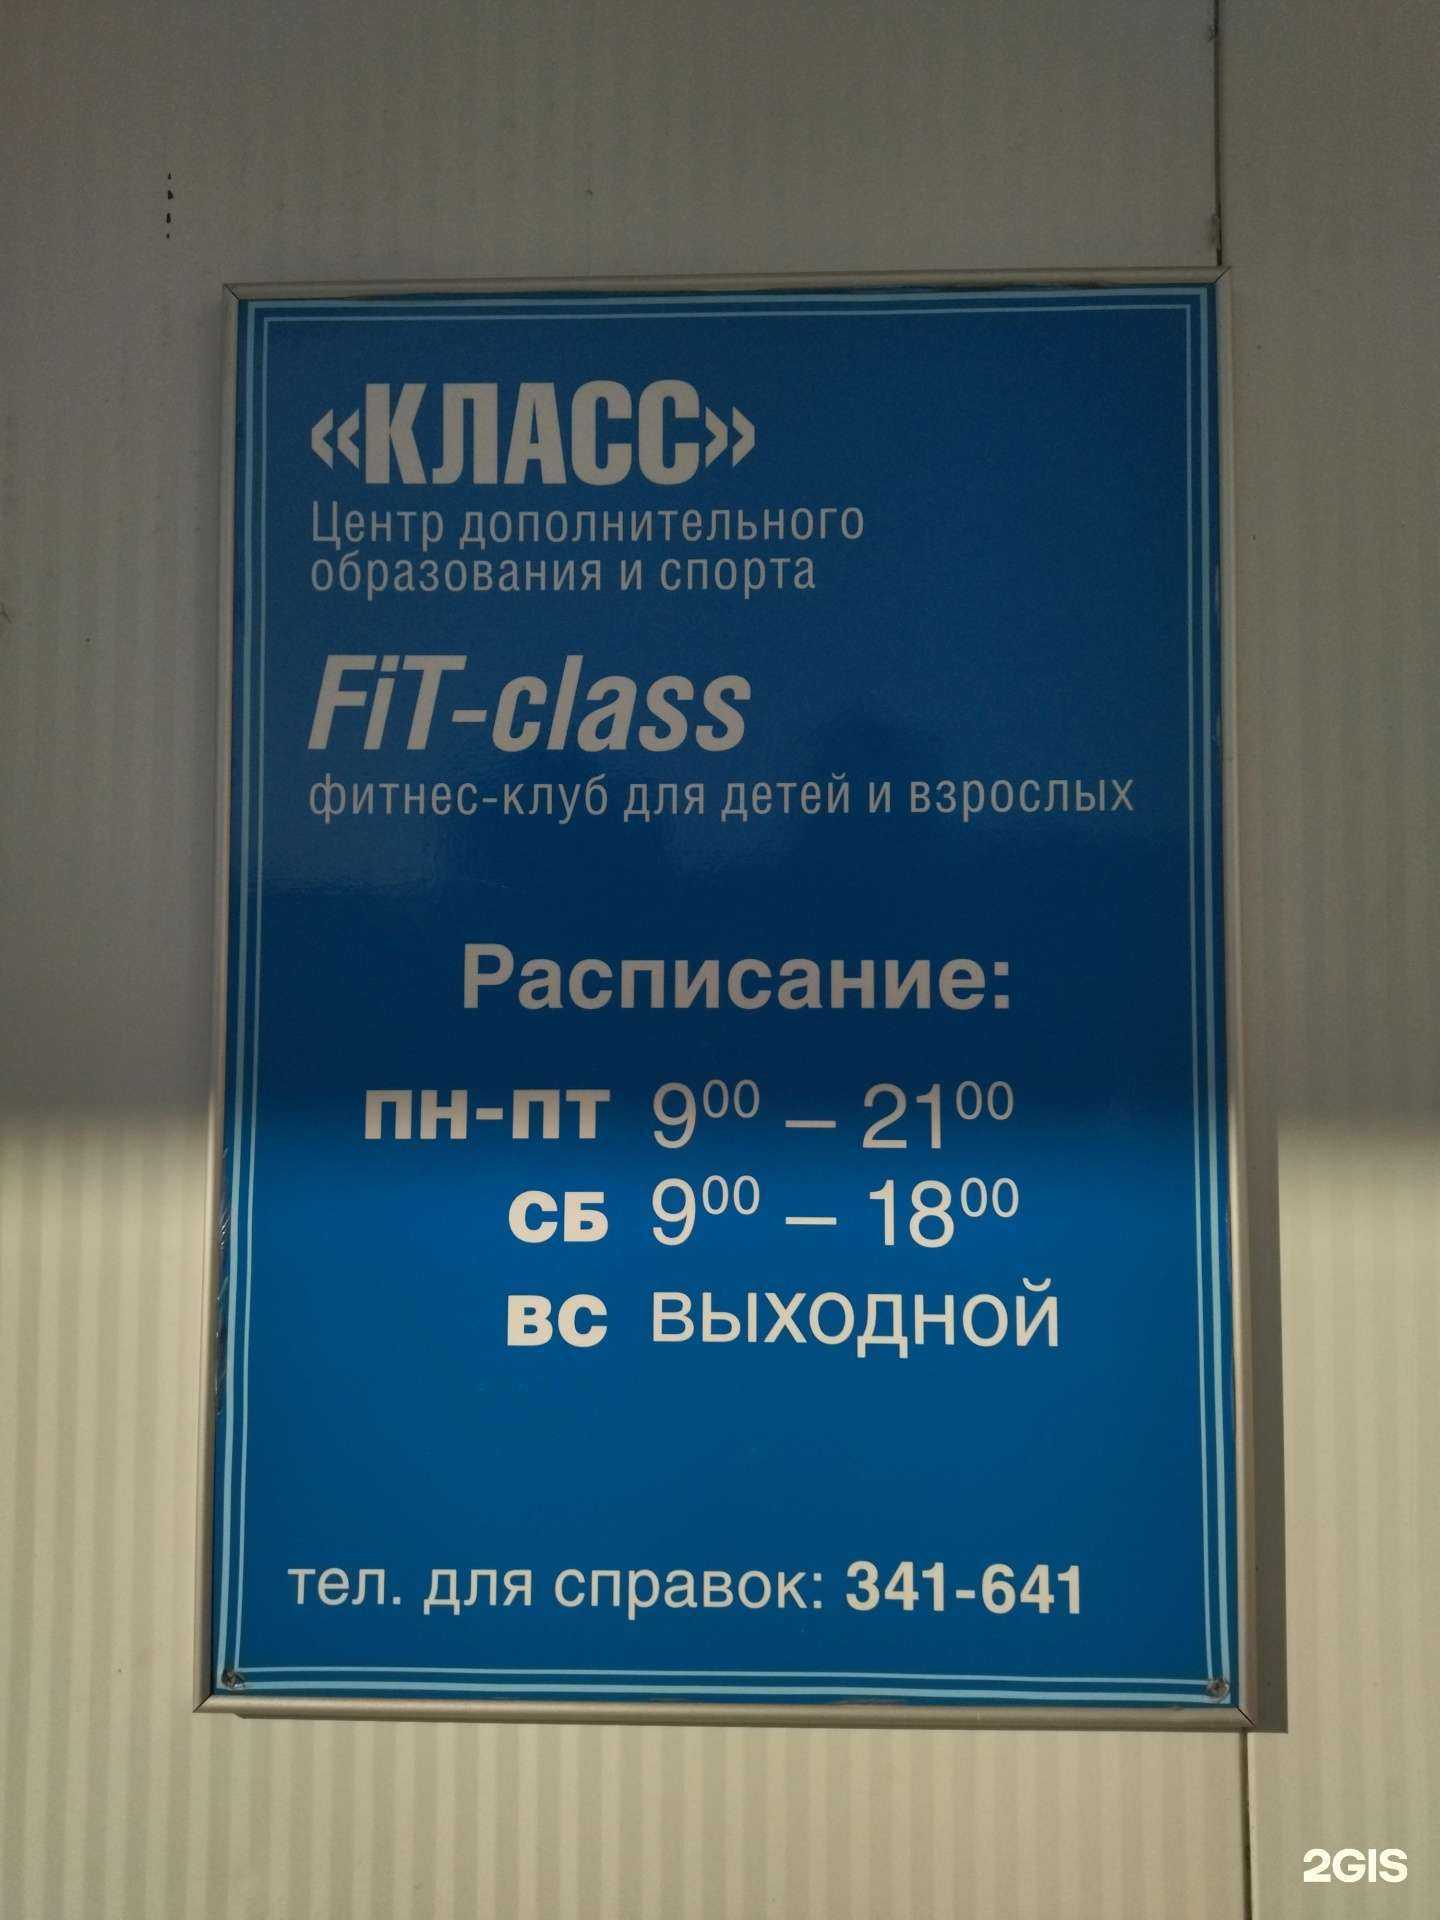 «КЛАСС»
Центр дополнительного
образования и спорта
FiT-class
фитнес-клуб для детей и взрослых
Расписание:
пн-пт 9⁰⁰ – 21⁰⁰
сб 9⁰⁰ – 18⁰⁰
вс выходной
тел. для справок: 341-641
2GIS